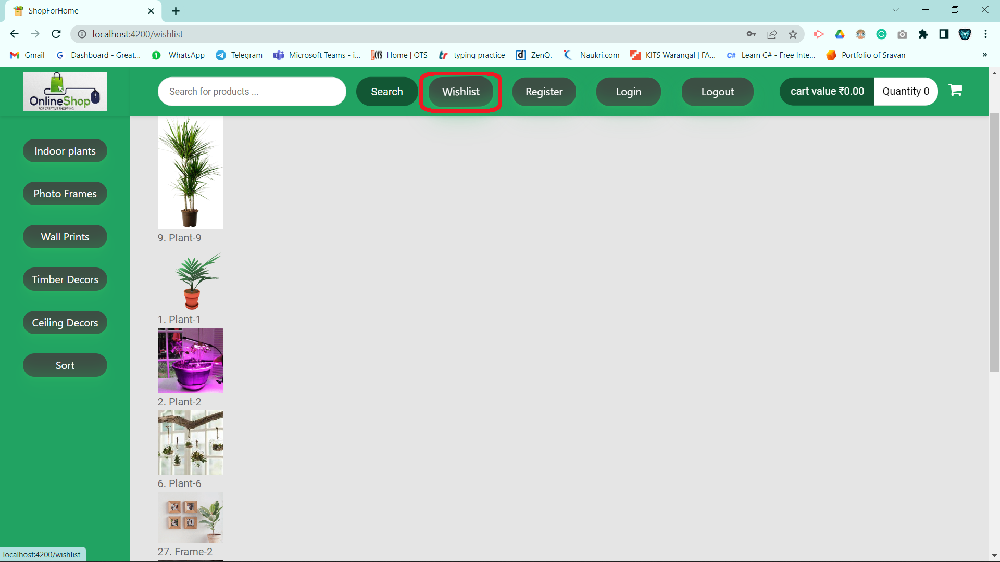 ShopForHome
localhost:4200/wishlist
Gmail
G Dashboard - Great...
1 WhatsApp
Telegram
Microsoft Teams - i...
OTS Home | OTS
tr typing practice
d ZenQ.
Naukri.com
KITS Warangal | FA...
C# Learn C# - Free Inte...
Portfolio of Sravan
»
OnlineShop
FOR CREATIVE SHOPPING
Search for products ...
Search
Wishlist
Register
Login
Logout
cart value ₹0.00
Quantity 0
Indoor plants
Photo Frames
Wall Prints
Timber Decors
Ceiling Decors
Sort
9. Plant-9
1. Plant-1
2. Plant-2
6. Plant-6
27. Frame-2
localhost:4200/wishlist